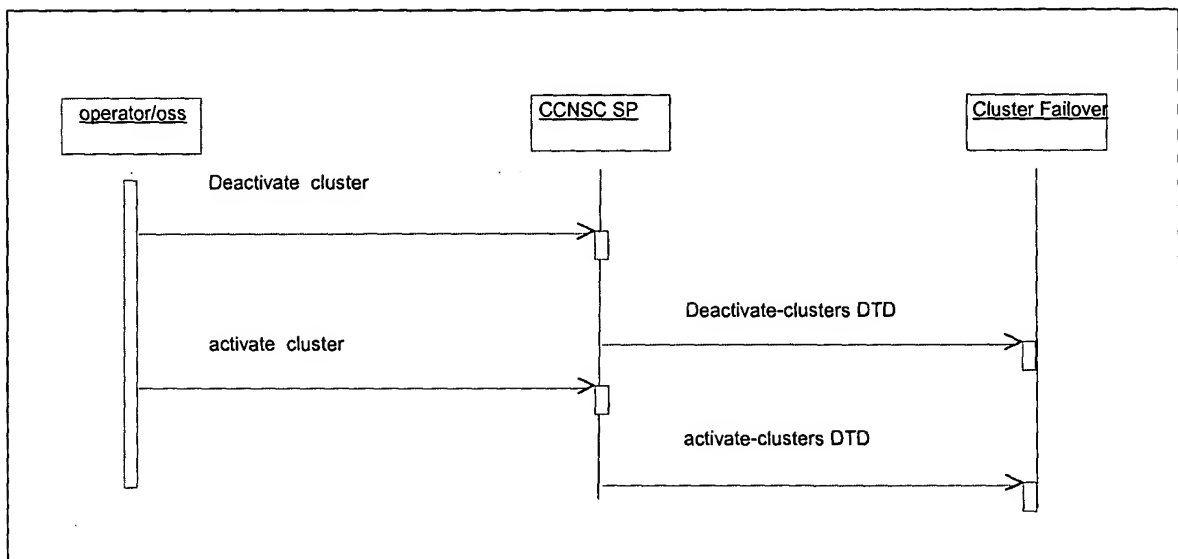 operator/oss
CCNSC SP
Cluster Failover
Deactivate cluster
Deactivate-clusters DTD
activate cluster
activate-clusters DTD